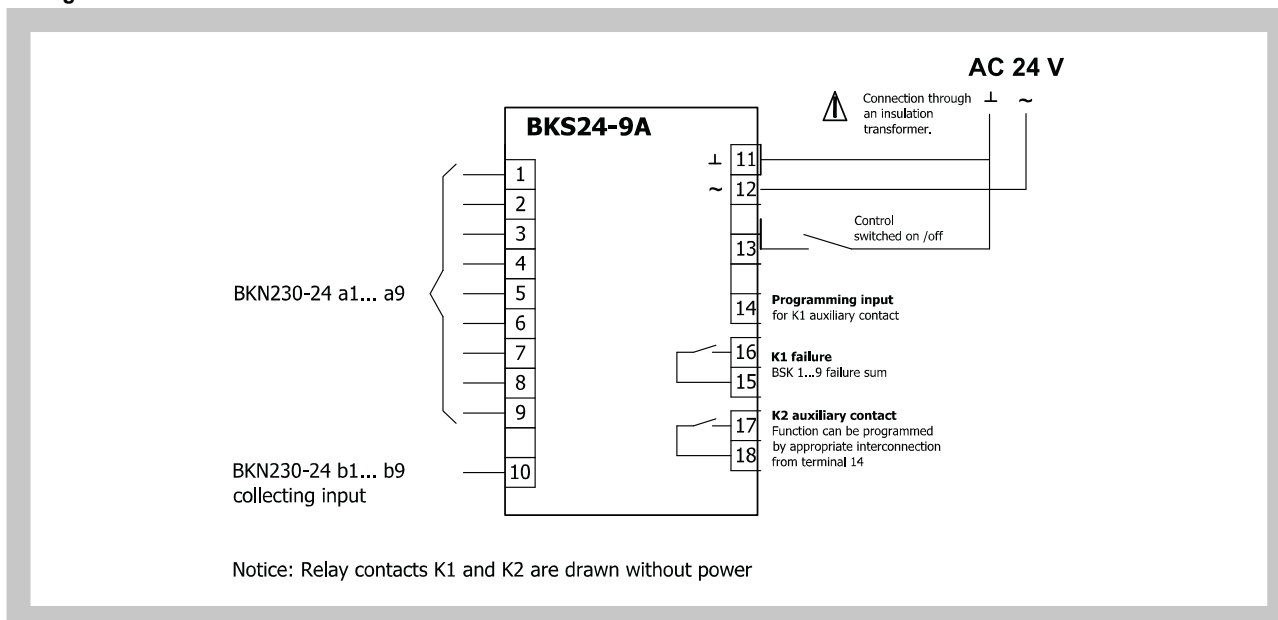 AC 24 V
Connection through
an insulation
transformer.
⊥ ~
BKS24-9A
1
2
3
4
5
6
7
8
9
10
BKN230-24 a1... a9
BKN230-24 b1... b9
collecting input
⊥ 11
~ 12
13
Control
switched on /off
14
Programming input
for K1 auxiliary contact
16
15
K1 failure
BSK 1...9 failure sum
17
18
K2 auxiliary contact
Function can be programmed
by appropriate interconnection
from terminal 14
Notice: Relay contacts K1 and K2 are drawn without power